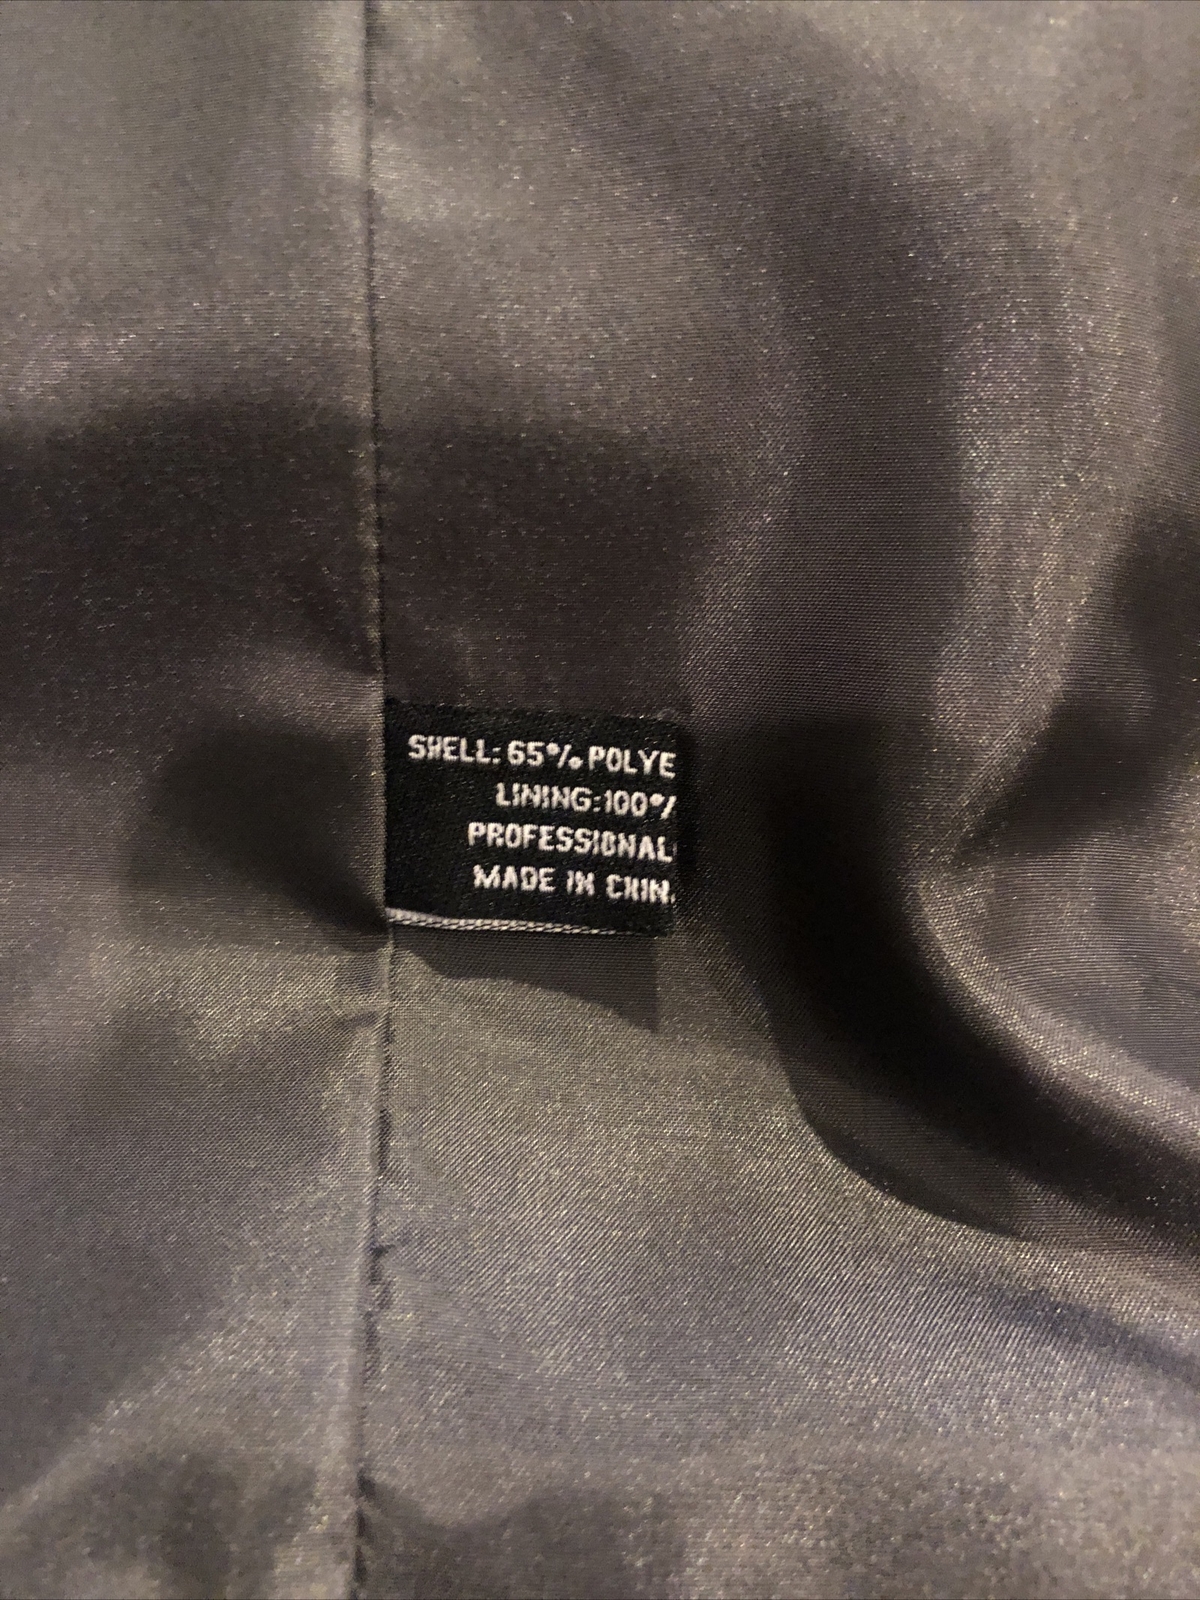 SHELL: 65% POLYE
LINING: 100%
PROFESSIONAL
MADE IN CHIN